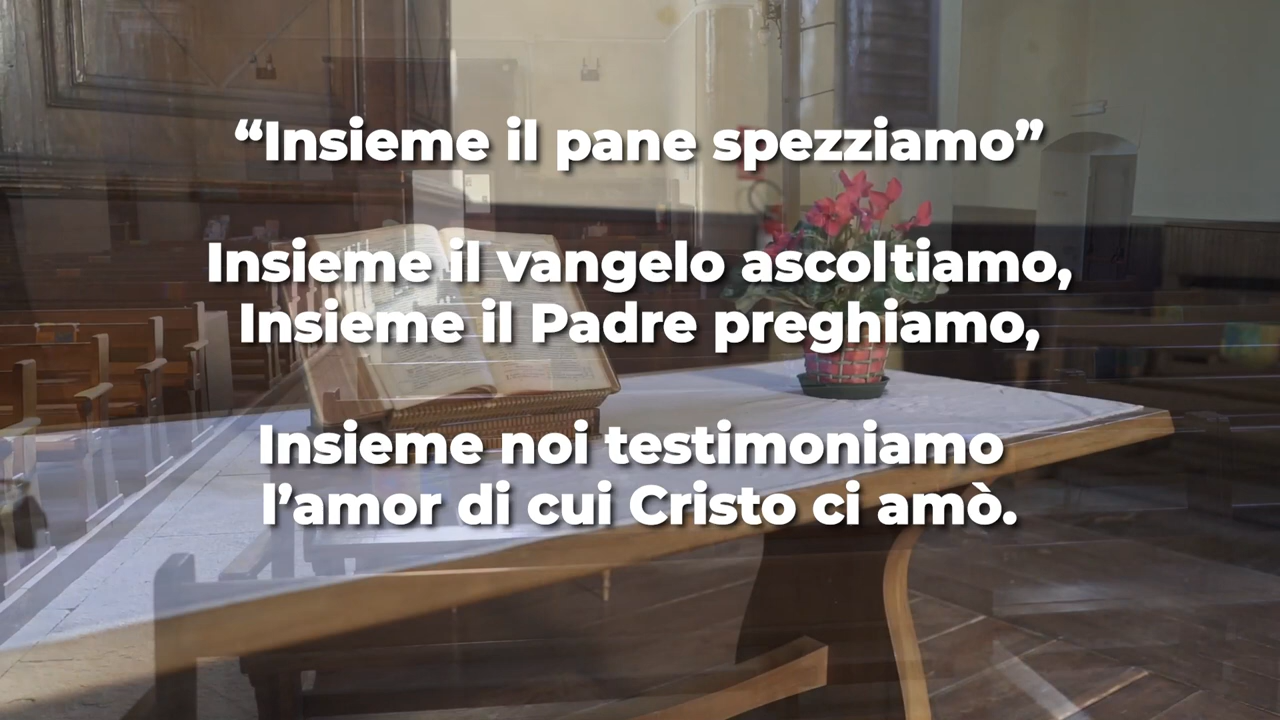 “Insieme il pane spezziamo”
Insieme il vangelo ascoltiamo,
Insieme il Padre preghiamo,
Insieme noi testimoniamo
l’amor di cui Cristo ci amò.